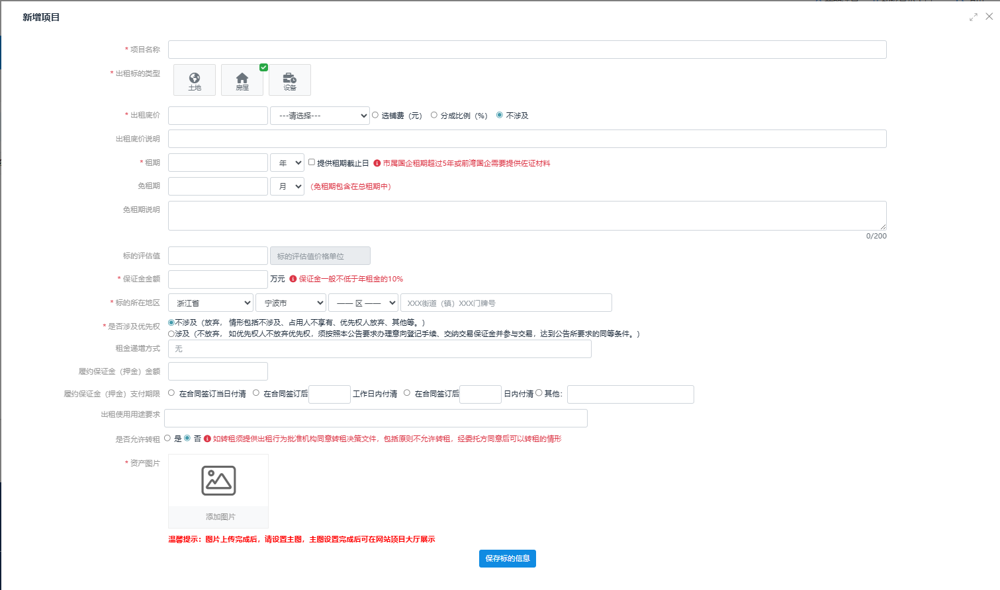 新增项目
* 项目名称
* 出租标的类型 土地 房屋 设备
* 出租底价 ---请选择--- 选铺费（元） 分成比例（%） 不涉及
出租底价说明
* 租期 年 提供租期截止日 市属国企租期超过5年或前湾国企需要提供佐证材料
免租期 月 （免租期包含在总租期中）
免租期说明
0/200
标的评估值 标的评估值价格单位
* 保证金金额 万元 保证金一般不低于年租金的10%
* 标的所在地区 浙江省 宁波市 —— 区 —— XXX街道（镇）XXX门牌号
* 是否涉及优先权 不涉及（放弃， 情形包括不涉及、占用人不享有、优先权人放弃、其他等。）
涉及（不放弃， 如优先权人不放弃优先权，须按照本公告要求办理意向登记手续、交纳交易保证金并参与交易，达到公告所要求的同等条件。）
租金递增方式 无
履约保证金（押金）金额
履约保证金（押金）支付期限 在合同签订当日付清 在合同签订后 工作日内付清 在合同签订后 日内付清 其他：
出租使用用途要求
是否允许转租 是 否 如转租须提供出租行为批准机构同意转租决策文件，包括原则不允许转租，经委托方同意后可以转租的情形
* 资产图片
添加图片
温馨提示：图片上传完成后，请设置主图，主图设置完成后可在网站项目大厅展示
保存标的信息